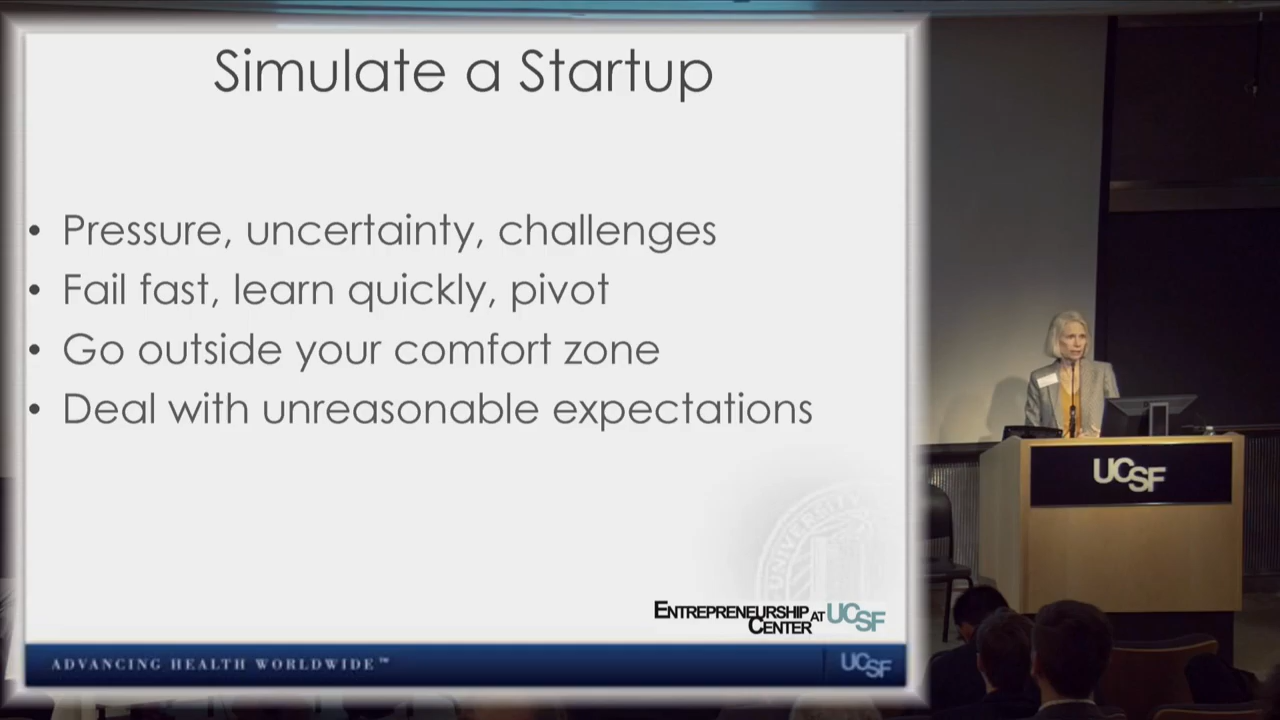 Simulate a Startup
• Pressure, uncertainty, challenges
• Fail fast, learn quickly, pivot
• Go outside your comfort zone
• Deal with unreasonable expectations
UNIVERSITY
ENTREPRENEURSHIP AT UCSF
CENTER
ADVANCING HEALTH WORLDWIDE™
UCSF
UCSF